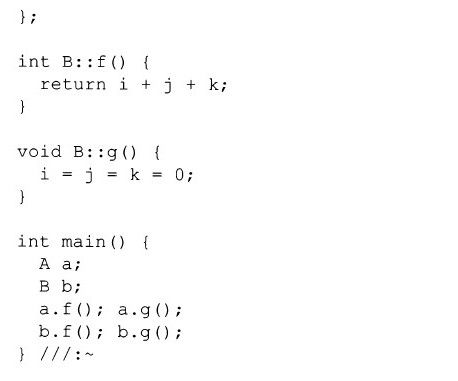 };

int B::f() {
  return i + j + k;
}

void B::g() {
  i = j = k = 0;
}

int main() {
  A a;
  B b;
  a.f(); a.g();
  b.f(); b.g();
} ///:~